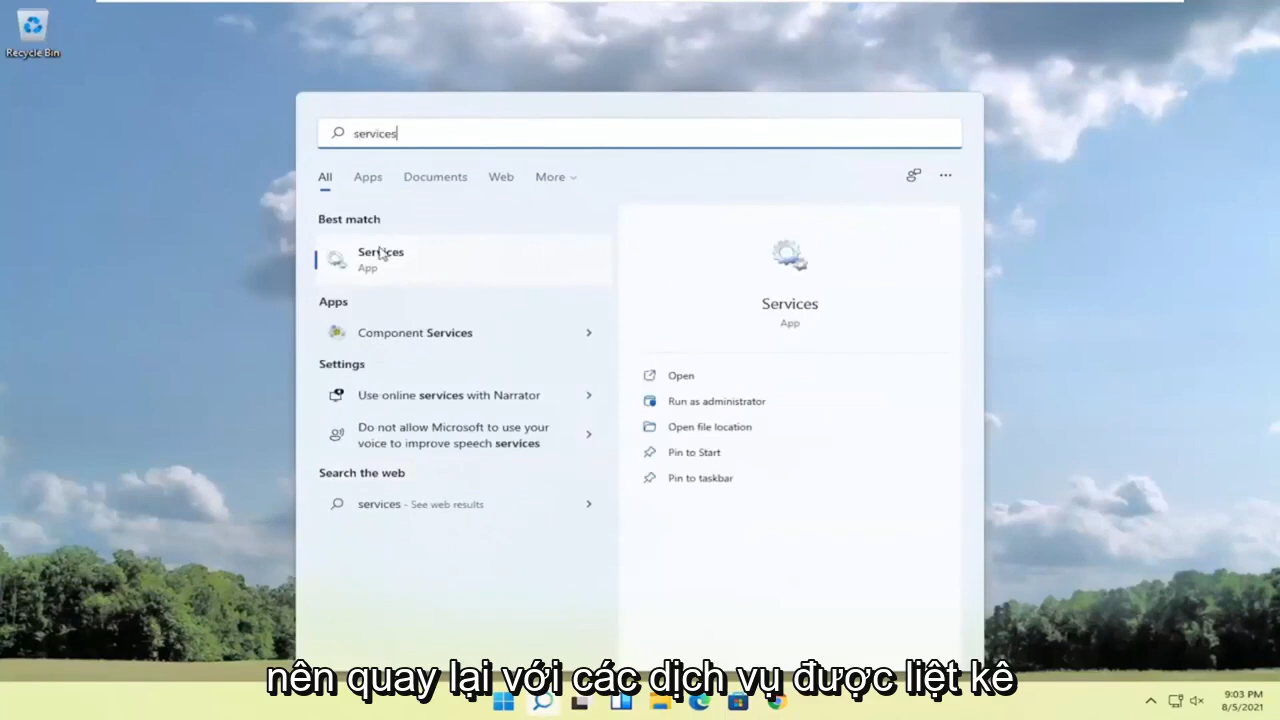 Recycle Bin
services
All Apps Documents Web More
Best match
Services
App
Apps
Component Services
Settings
Use online services with Narrator
Do not allow Microsoft to use your
voice to improve speech services
Search the web
services - See web results
Services
App
Open
Run as administrator
Open file location
Pin to Start
Pin to taskbar
nên quay lại với các dịch vụ được liệt kê
9:03 PM
8/5/2021